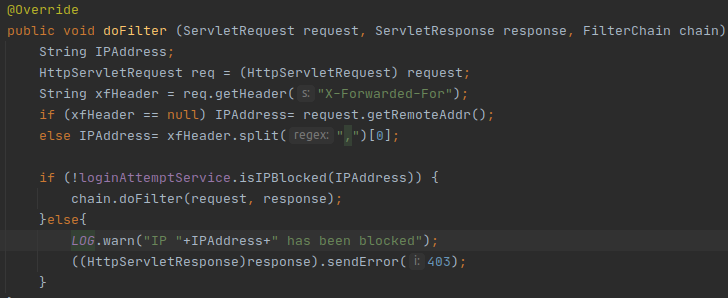 @Override
public void doFilter (ServletRequest request, ServletResponse response, FilterChain chain)
    String IPAddress;
    HttpServletRequest req = (HttpServletRequest) request;
    String xfHeader = req.getHeader( s: "X-Forwarded-For");
    if (xfHeader == null) IPAddress= request.getRemoteAddr();
    else IPAddress= xfHeader.split( regex: ",")[0];
    if (!loginAttemptService.isIPBlocked(IPAddress)) {
        chain.doFilter(request, response);
    }else{
        LOG.warn("IP "+IPAddress+" has been blocked");
        ((HttpServletResponse)response).sendError( i: 403);
    }